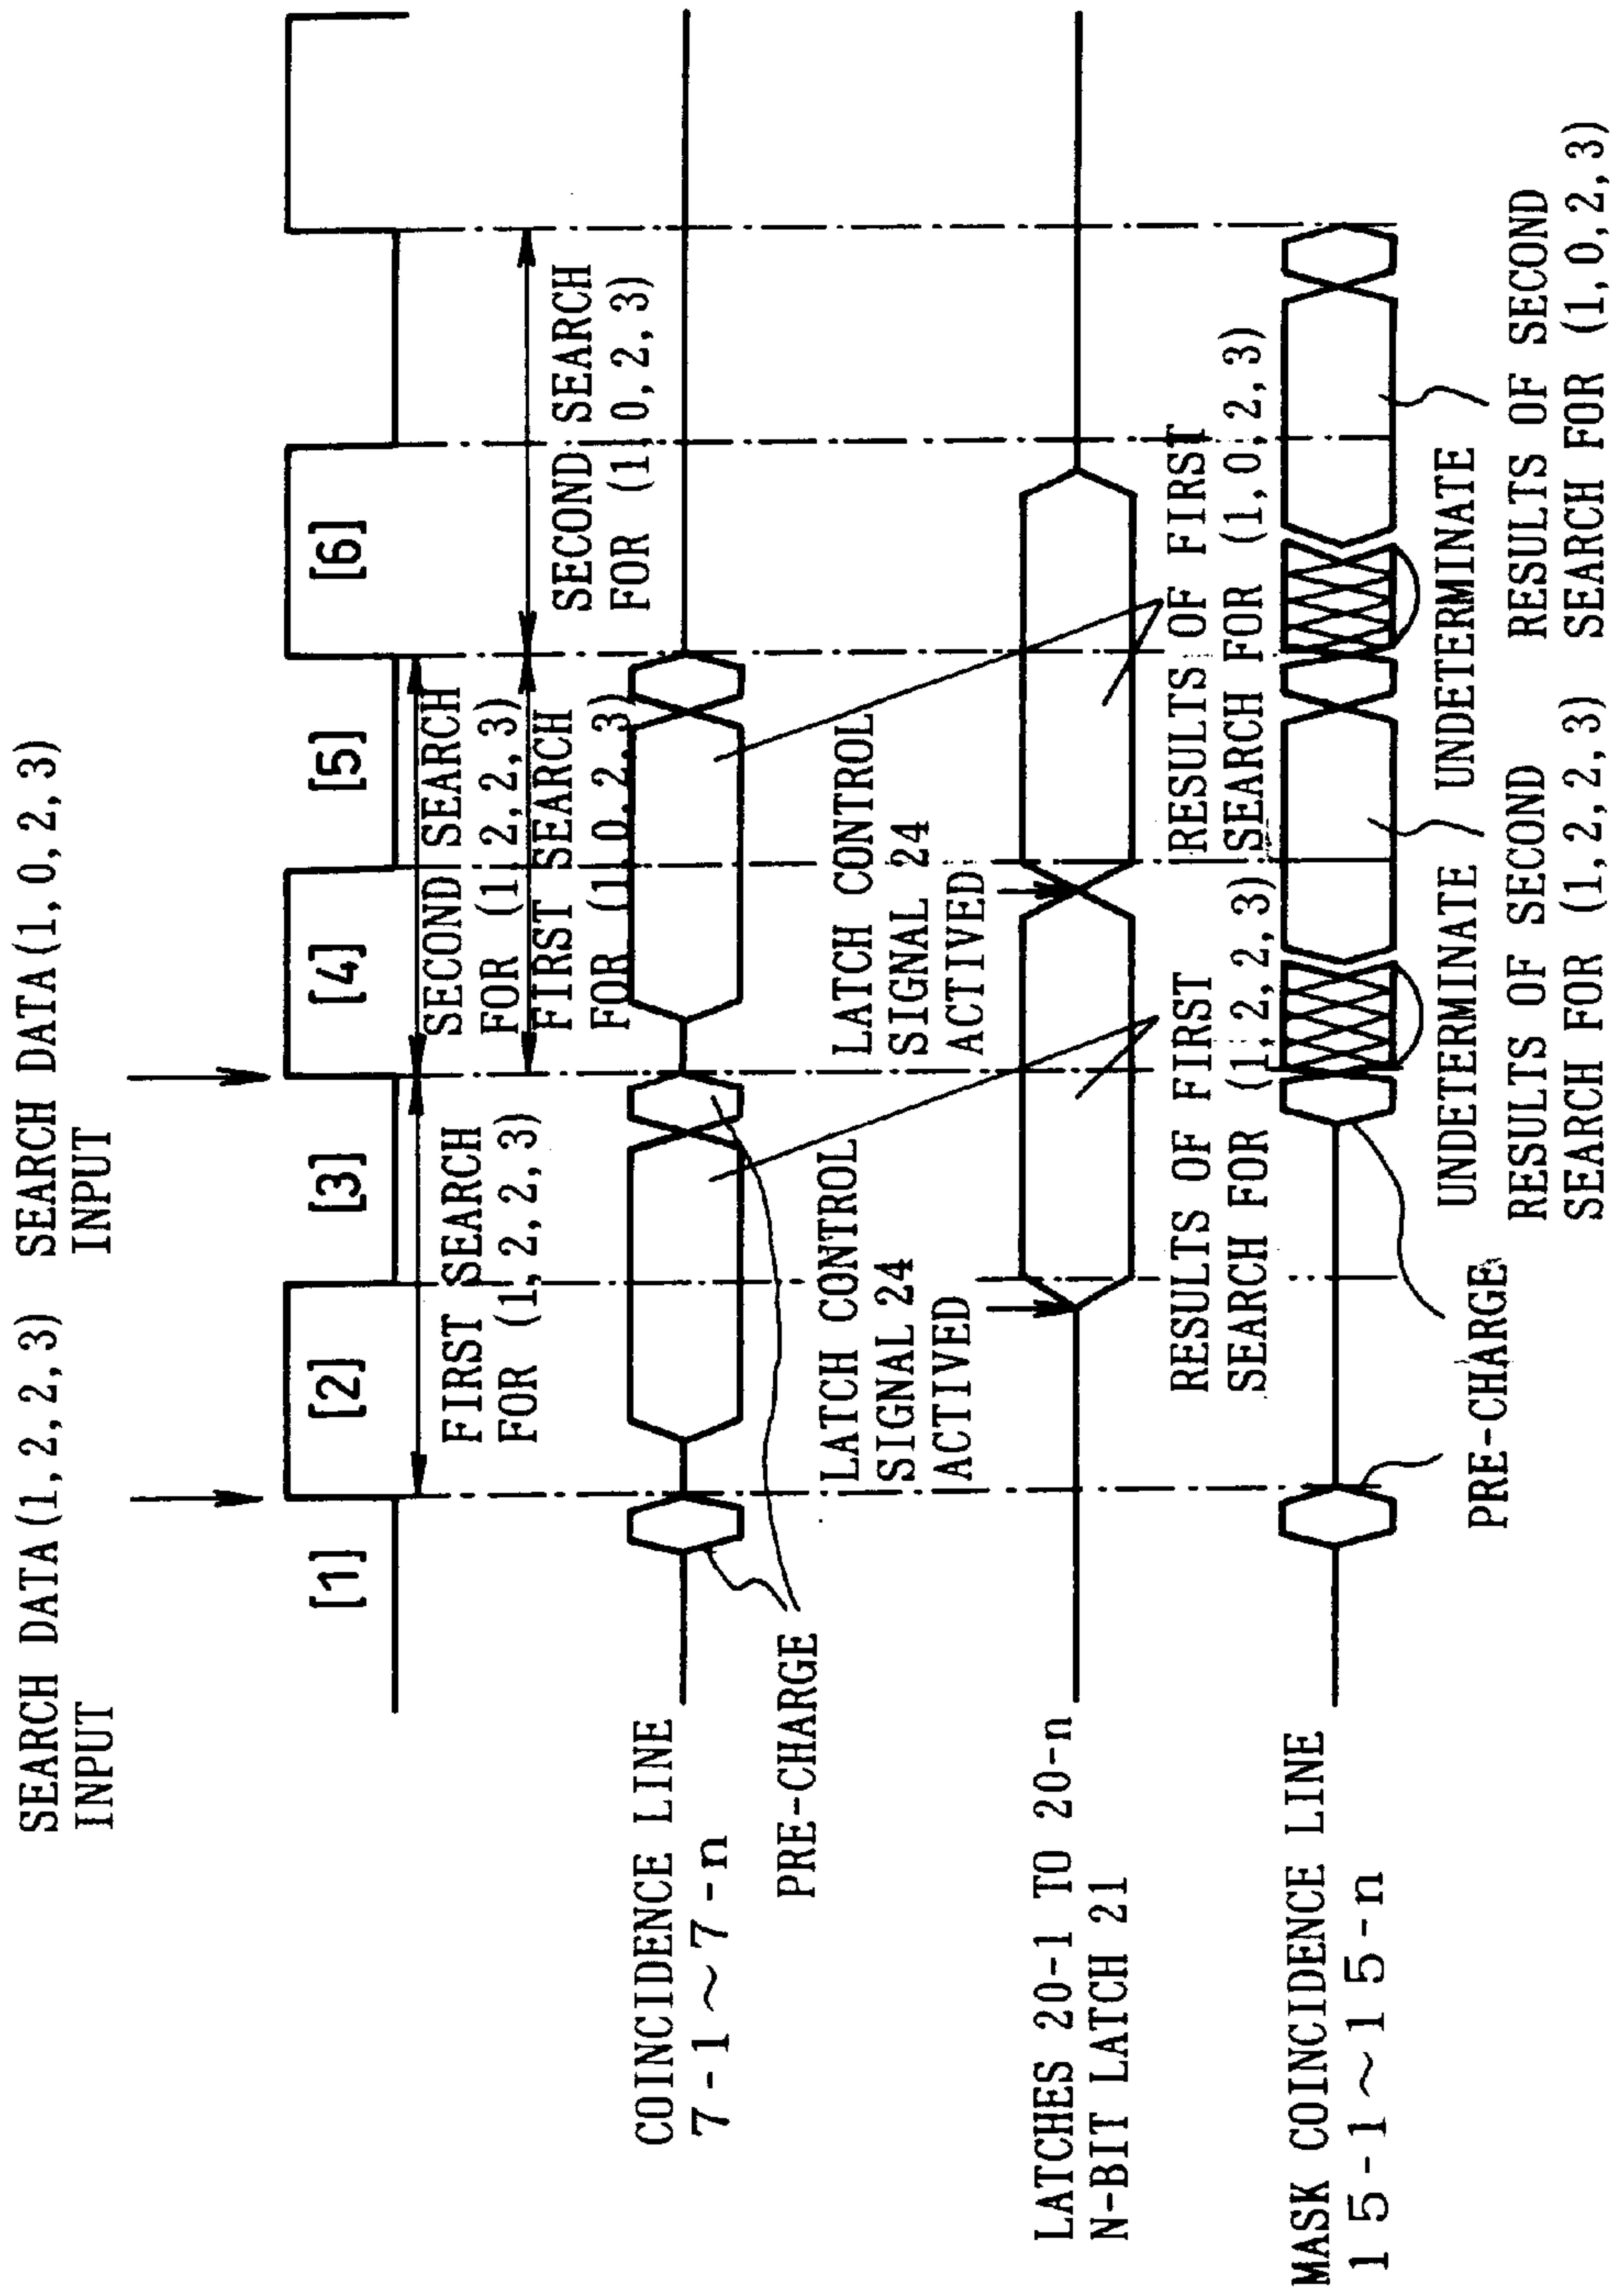 SEARCH DATA(1,2,2,3)
INPUT
SEARCH DATA(1,0,2,3)
INPUT
[1]
[2]
[3]
[4]
[5]
[6]
FIRST SEARCH
FOR (1,2,2,3)
SECOND SEARCH
FOR (1,2,2,3)
FIRST SEARCH
FOR (1,0,2,3)
SECOND SEARCH
FOR (1,0,2,3)
COINCIDENCE LINE
7-1~7-n
PRE-CHARGE
LATCH CONTROL
SIGNAL 24
ACTIVED
LATCH CONTROL
SIGNAL 24
ACTIVED
LATCHES 20-1 TO 20-n
N-BIT LATCH 21
RESULTS OF FIRST
SEARCH FOR (1,2,2,3)
RESULTS OF FIRST
SEARCH FOR (1,0,2,3)
MASK COINCIDENCE LINE
15-1~15-n
PRE-CHARGE
UNDETERMINATE
UNDETERMINATE
RESULTS OF SECOND
SEARCH FOR (1,2,2,3)
RESULTS OF SECOND
SEARCH FOR (1,0,2,3)